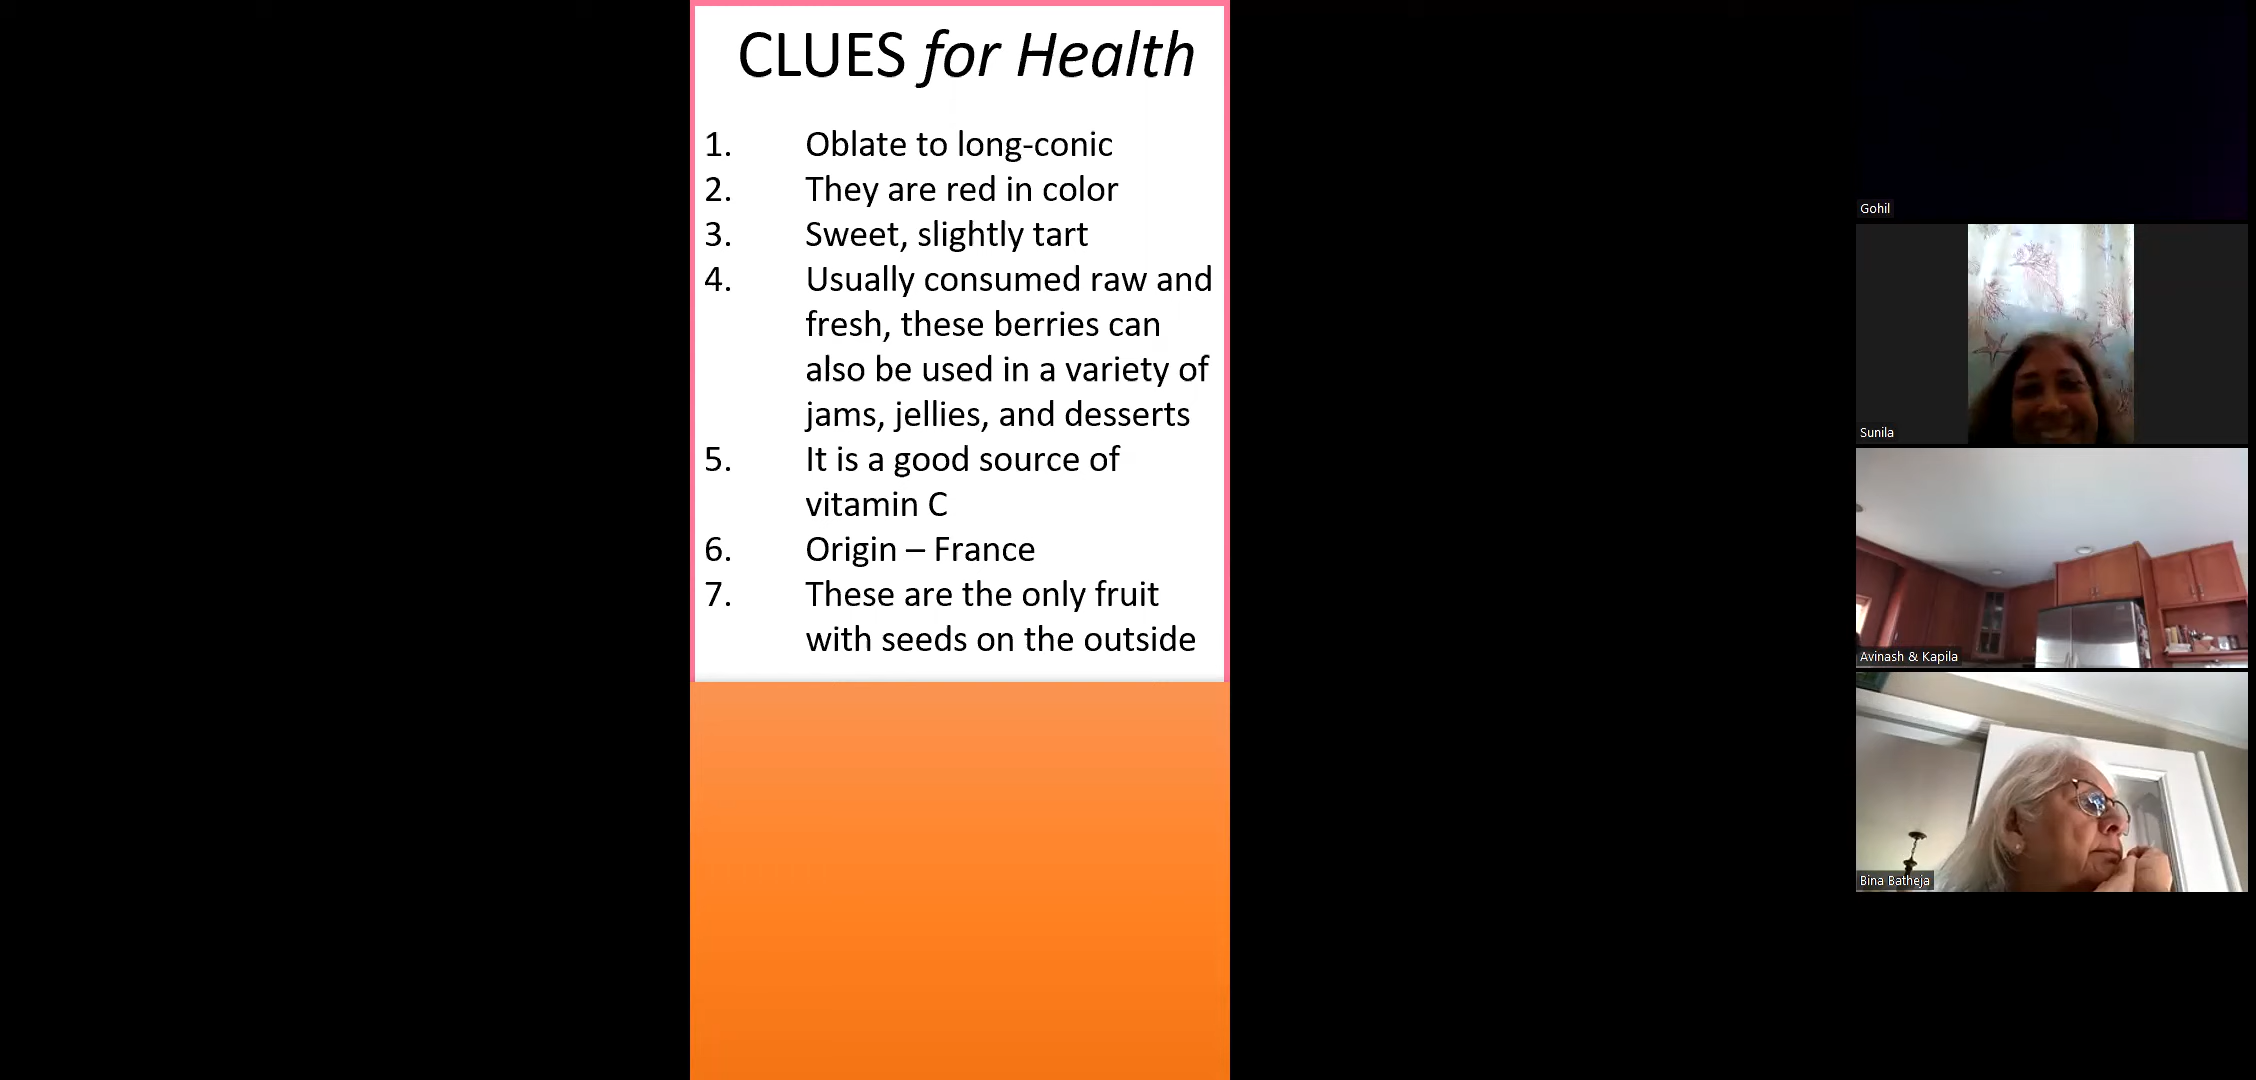 CLUES for Health
1. Oblate to long-conic
2. They are red in color
3. Sweet, slightly tart
4. Usually consumed raw and
fresh, these berries can
also be used in a variety of
jams, jellies, and desserts
5. It is a good source of
vitamin C
6. Origin – France
7. These are the only fruit
with seeds on the outside
Gohil
Sunila
Avinash & Kapila
Bina Batheja